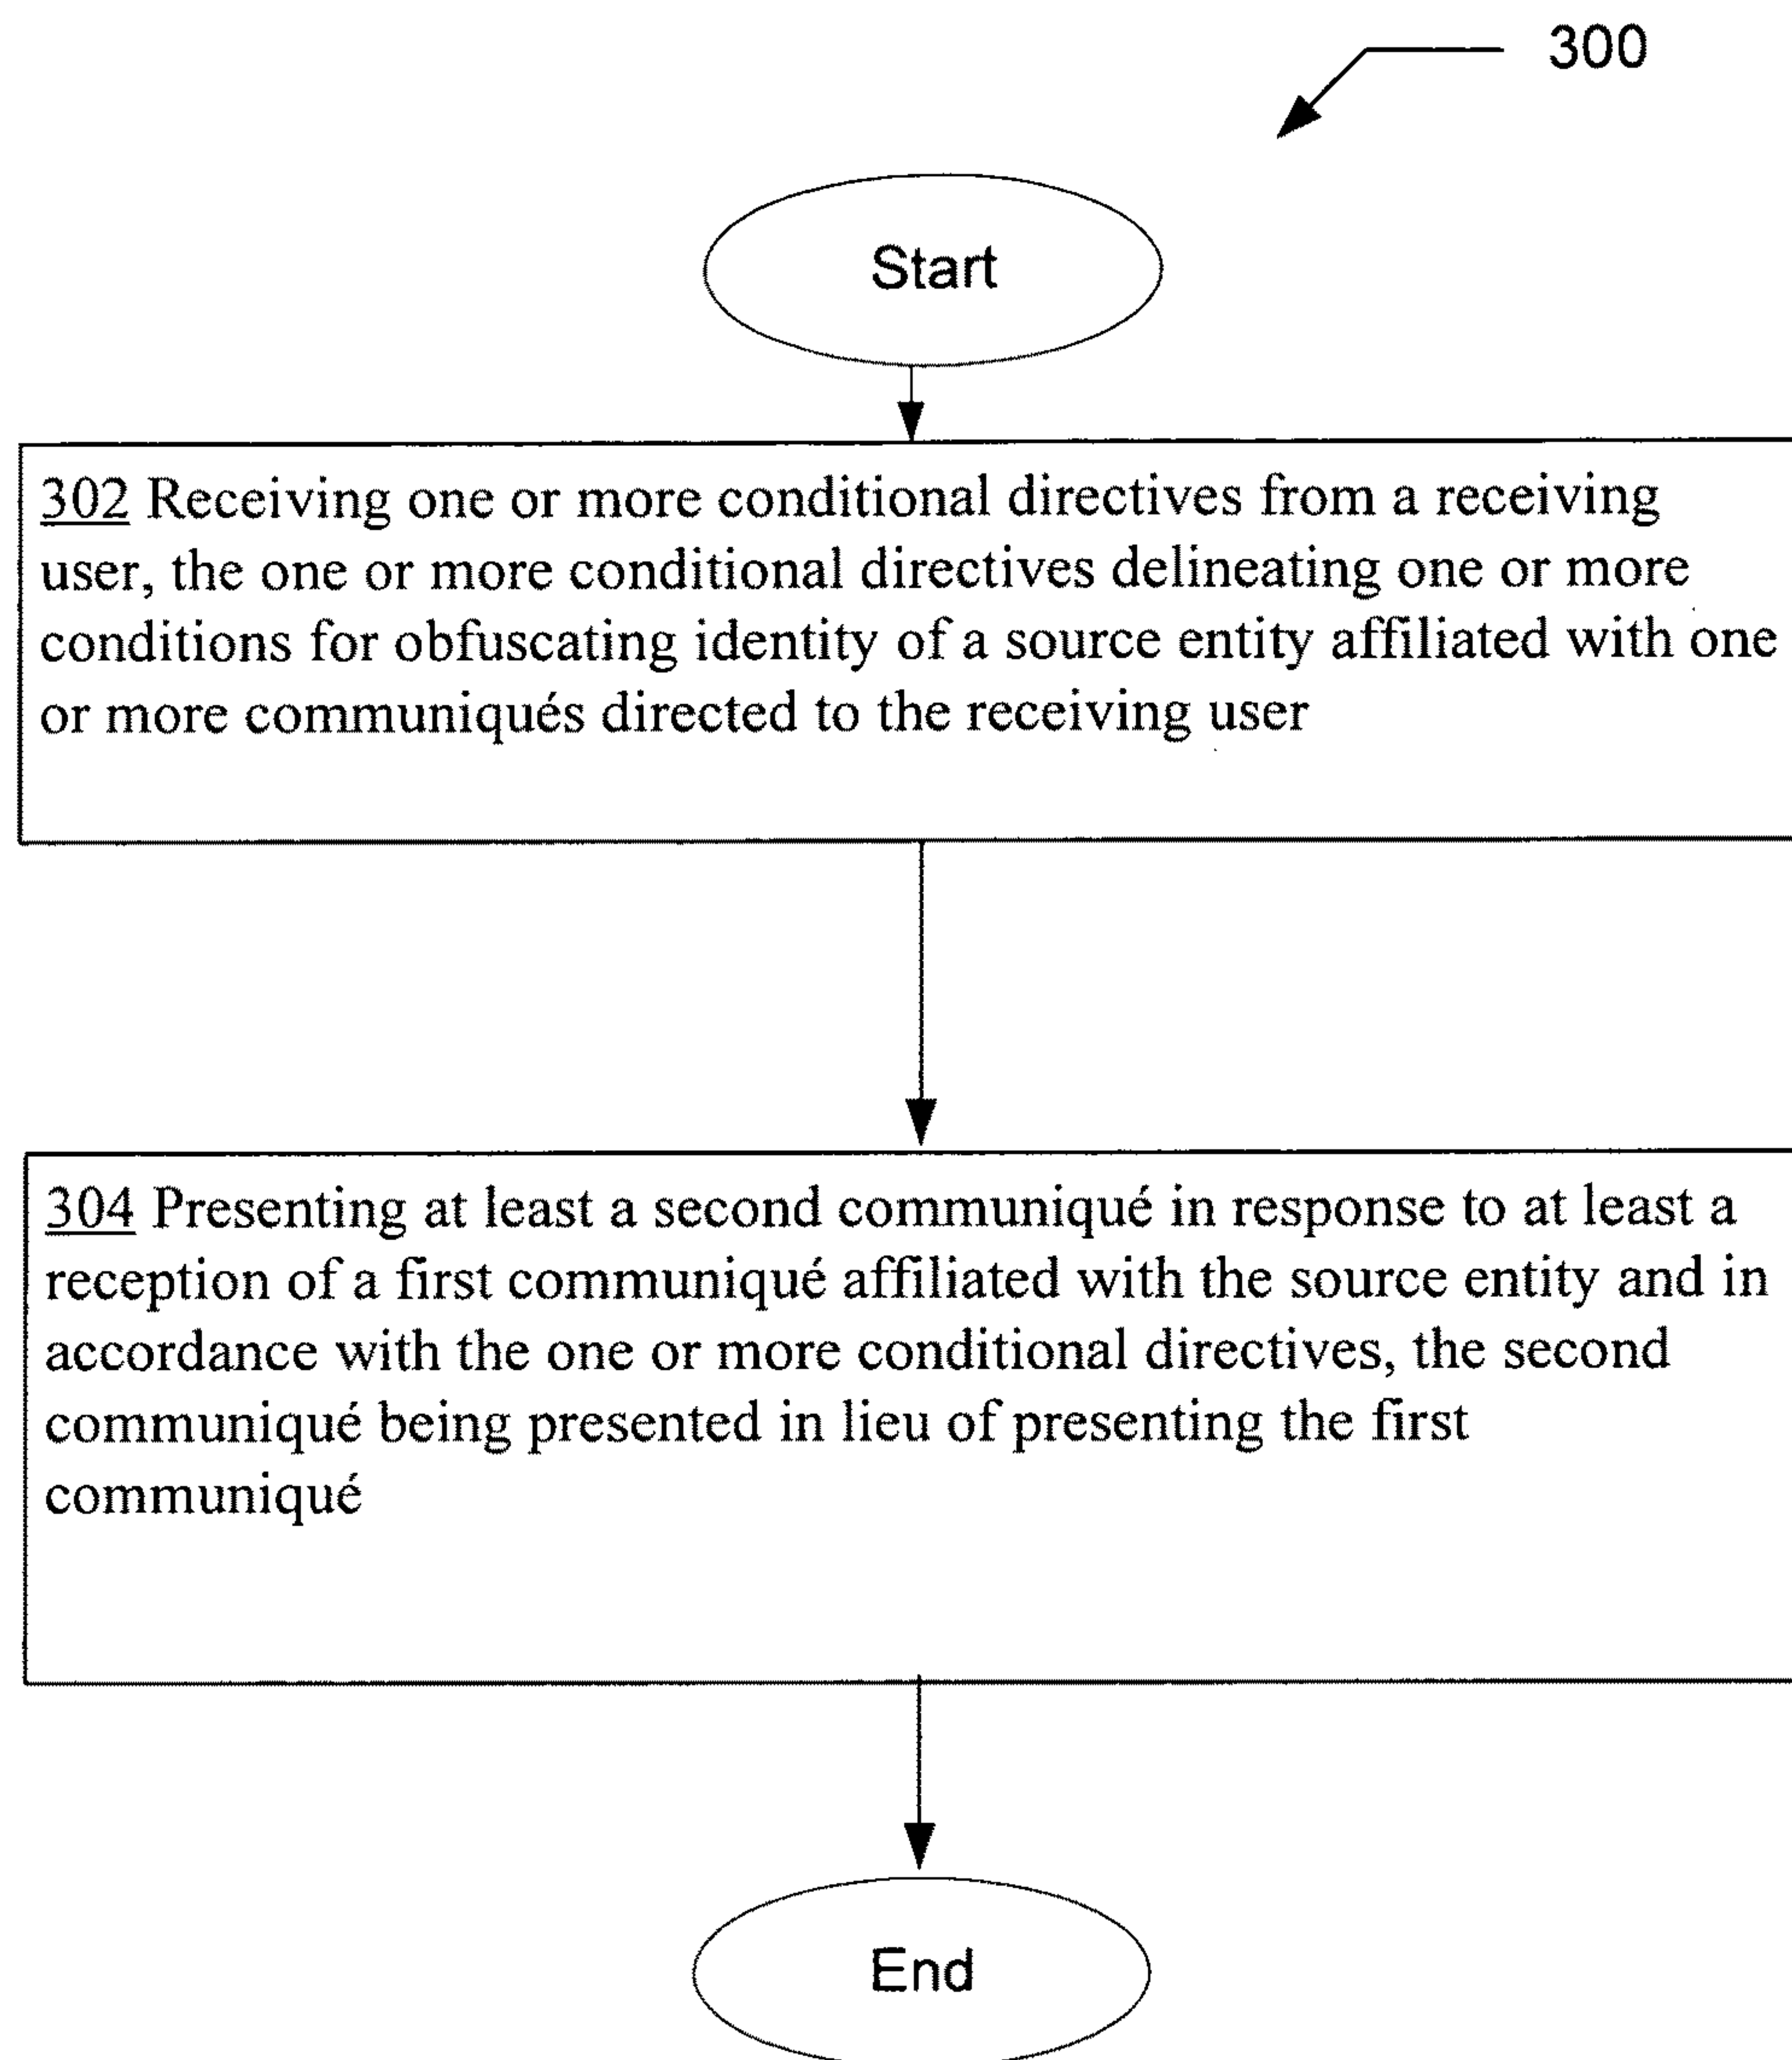 300
Start
302 Receiving one or more conditional directives from a receiving
user, the one or more conditional directives delineating one or more
conditions for obfuscating identity of a source entity affiliated with one
or more communiqués directed to the receiving user
304 Presenting at least a second communiqué in response to at least a
reception of a first communiqué affiliated with the source entity and in
accordance with the one or more conditional directives, the second
communiqué being presented in lieu of presenting the first
communiqué
End